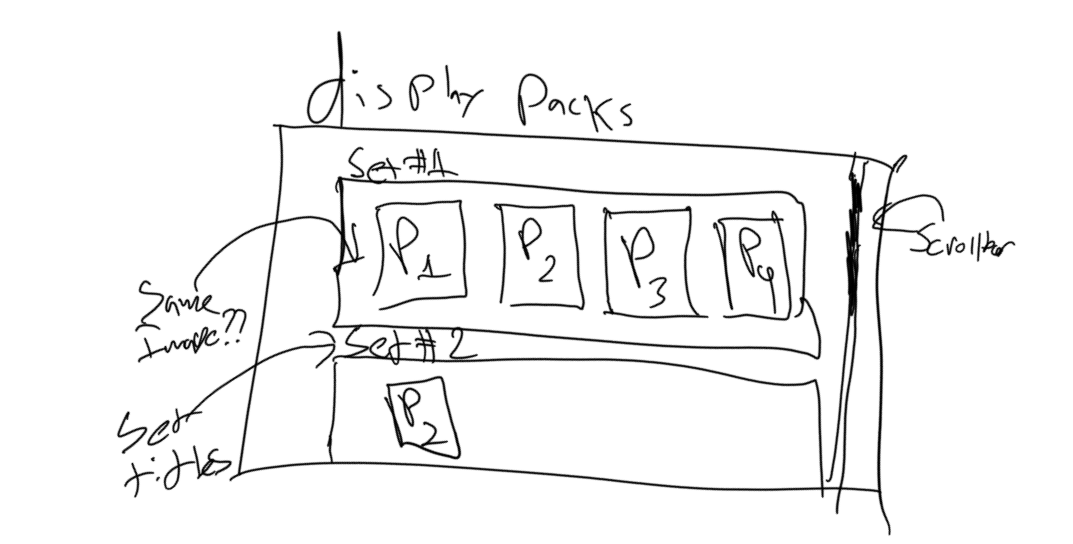 display Packs
Set #1
P1
P2
P3
P4
Scroller
Same
Image??
Set #2
P2
Set
titles